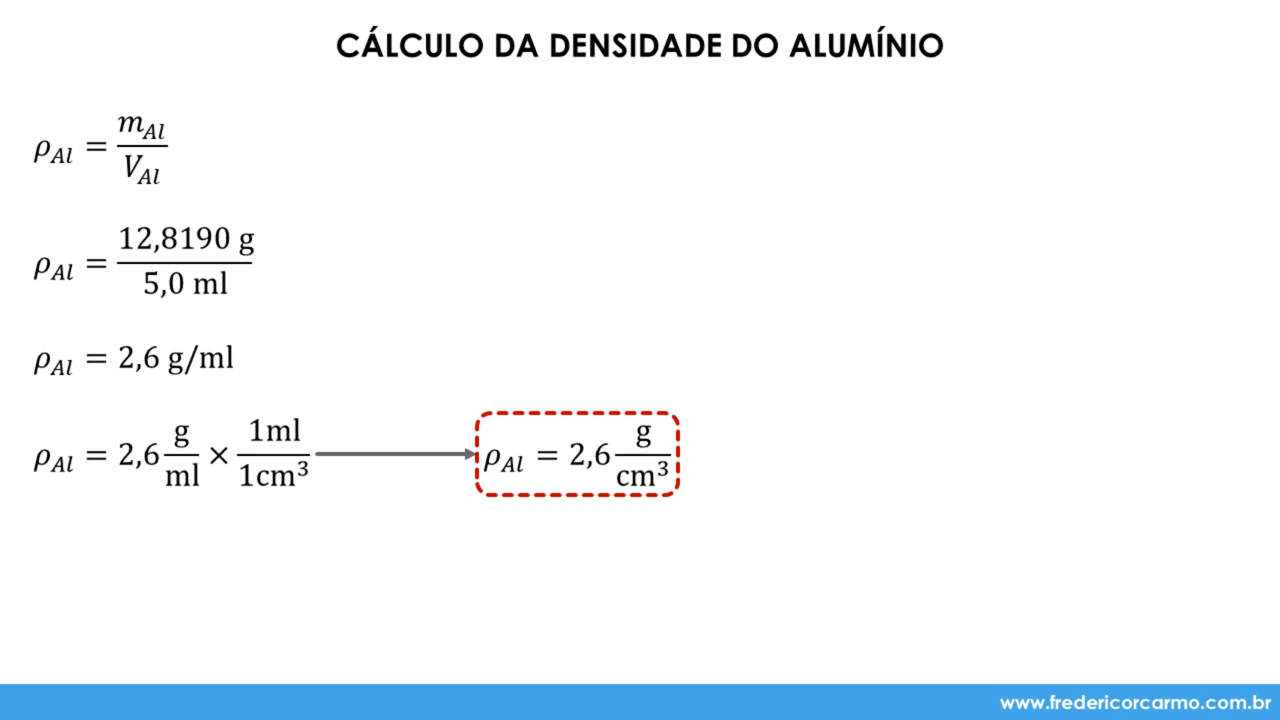 CÁLCULO DA DENSIDADE DO ALUMÍNIO
ρ_Al = m_Al / V_Al
ρ_Al = 12,8190 g / 5,0 ml
ρ_Al = 2,6 g/ml
ρ_Al = 2,6 g/ml × 1ml/1cm³
ρ_Al = 2,6 g/cm³
www.fredericorcarmo.com.br